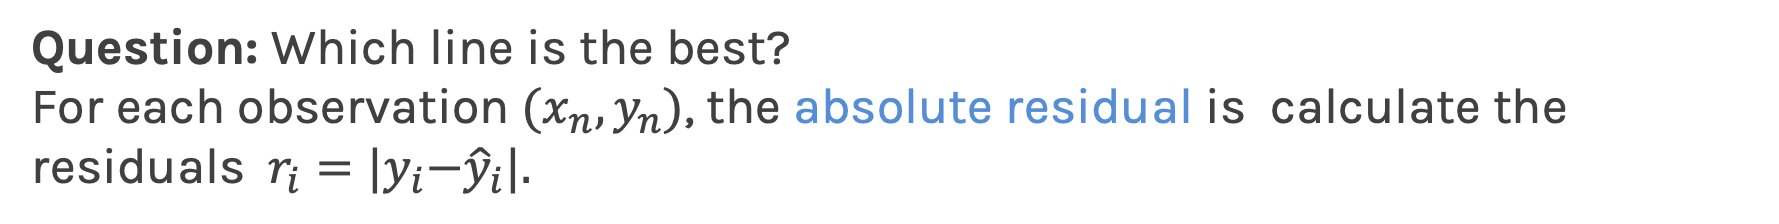 Question: Which line is the best?
For each observation (xₙ, yₙ), the absolute residual is calculate the
residuals rᵢ = |yᵢ−ŷᵢ|.